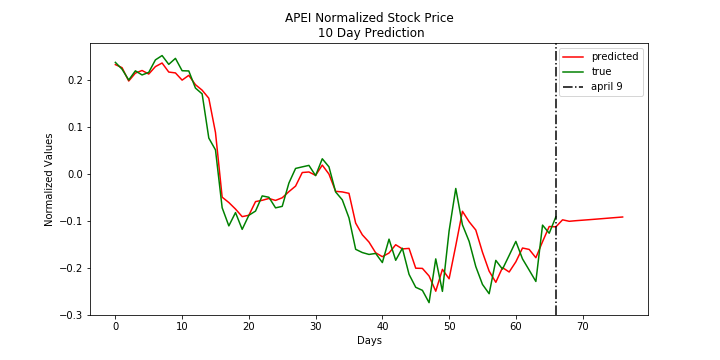 APEI Normalized Stock Price
10 Day Prediction
predicted
true
april 9
Normalized Values
0.2
0.1
0.0
−0.1
−0.2
−0.3
0 10 20 30 40 50 60 70
Days